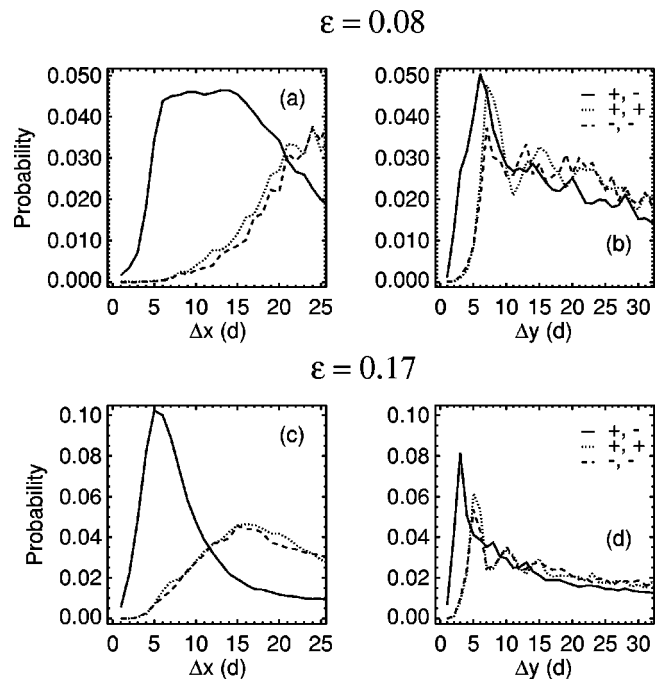 ε = 0.08
0.050
0.040
0.030
0.020
0.010
0.000
Probability
(a)
0 5 10 15 20 25
Δx (d)
0.050
0.040
0.030
0.020
0.010
0.000
+, -
+, +
-, -
(b)
0 5 10 15 20 25 30
Δy (d)
ε = 0.17
0.10
0.08
0.06
0.04
0.02
0.00
Probability
(c)
0 5 10 15 20 25
Δx (d)
0.10
0.08
0.06
0.04
0.02
0.00
+, -
+, +
-, -
(d)
0 5 10 15 20 25 30
Δy (d)